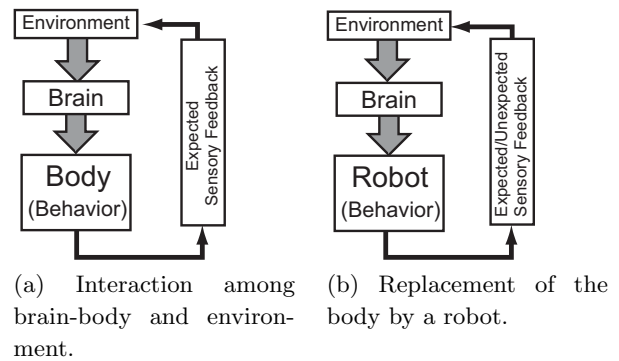 Environment
Brain
Body
(Behavior)
Expected
Sensory Feedback
(a) Interaction among
brain-body and environ-
ment.
Environment
Brain
Robot
(Behavior)
Expected/Unexpected
Sensory Feedback
(b) Replacement of the
body by a robot.